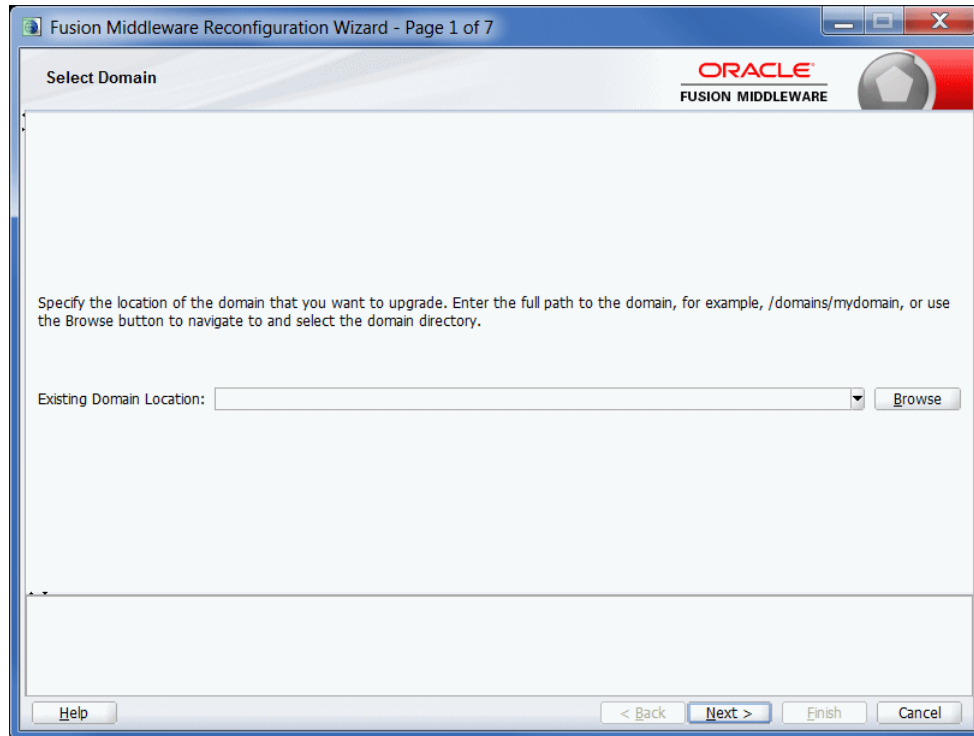 Fusion Middleware Reconfiguration Wizard - Page 1 of 7
Select Domain
ORACLE
FUSION MIDDLEWARE
Specify the location of the domain that you want to upgrade. Enter the full path to the domain, for example, /domains/mydomain, or use
the Browse button to navigate to and select the domain directory.
Existing Domain Location:
Browse
Help
< Back
Next >
Finish
Cancel